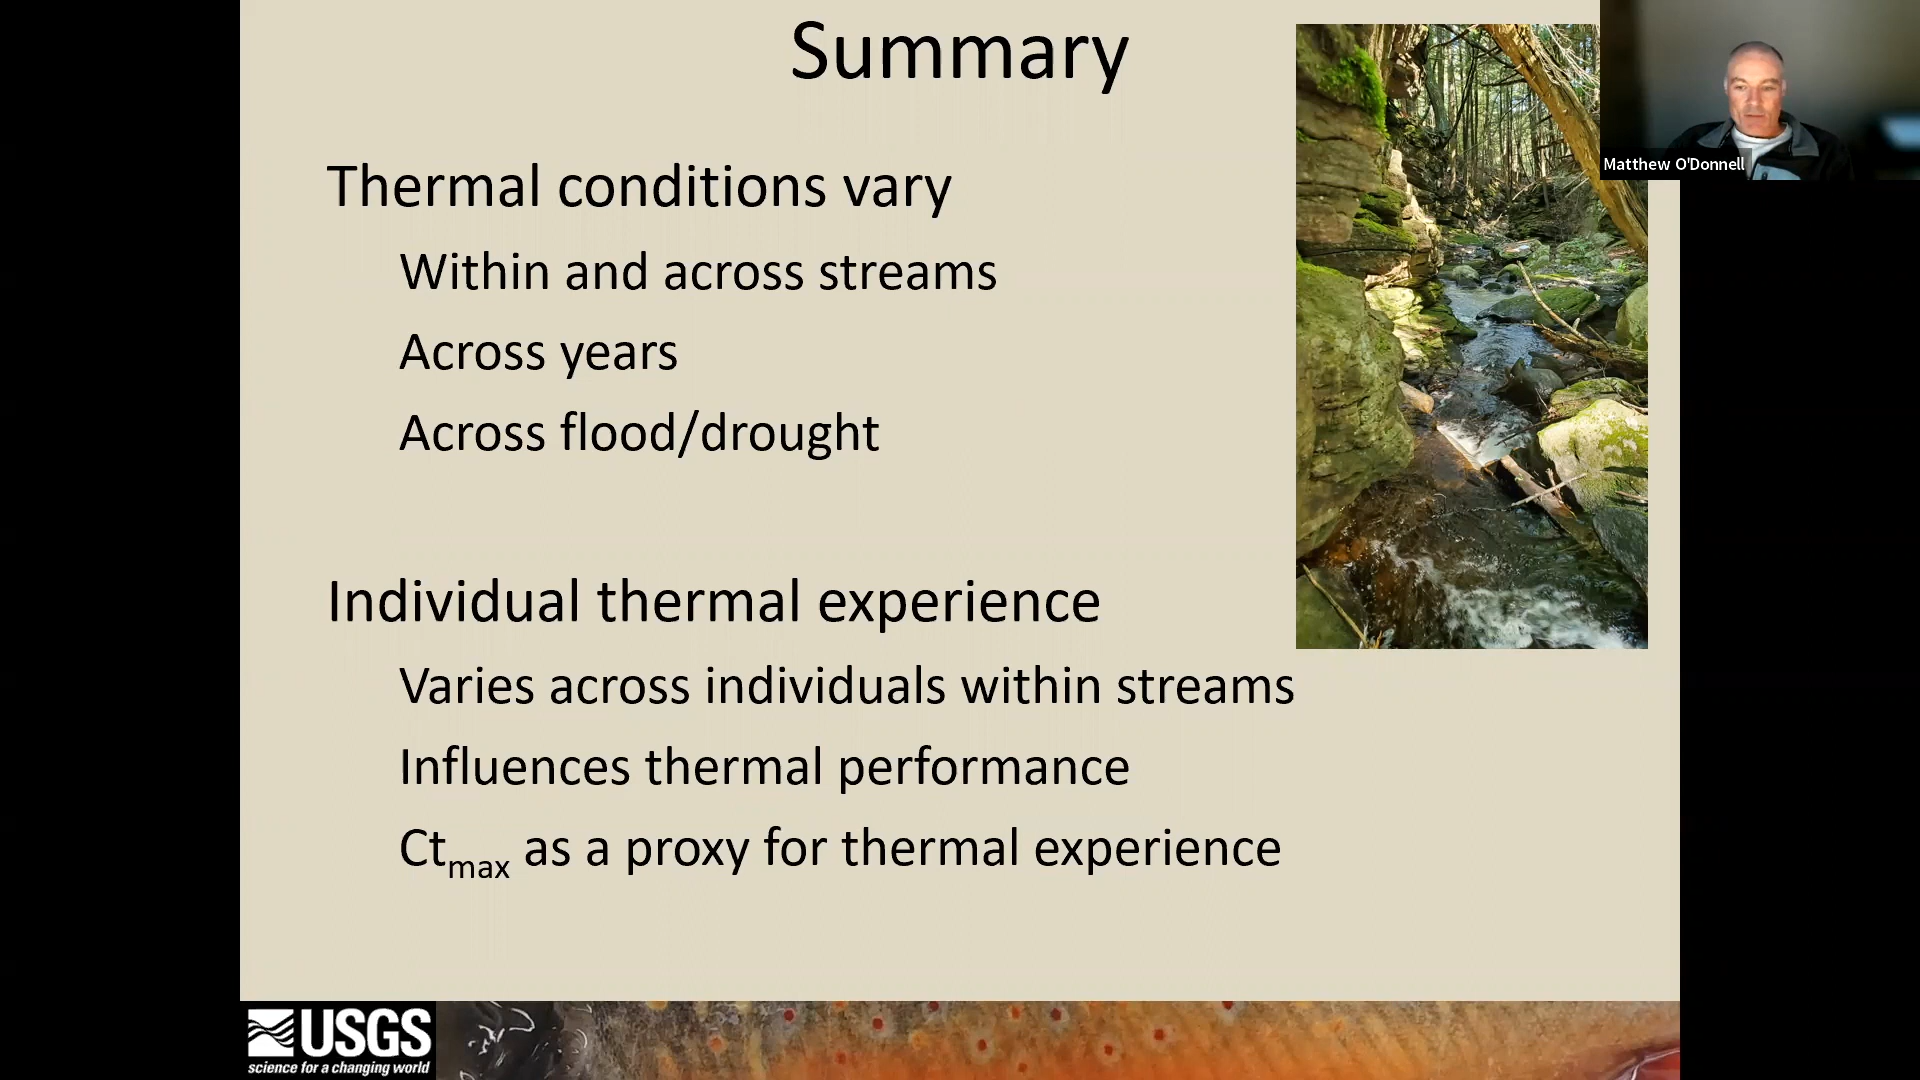 Summary
Matthew O'Donnell
Thermal conditions vary
Within and across streams
Across years
Across flood/drought
Individual thermal experience
Varies across individuals within streams
Influences thermal performance
Ctmax as a proxy for thermal experience
USGS
science for a changing world